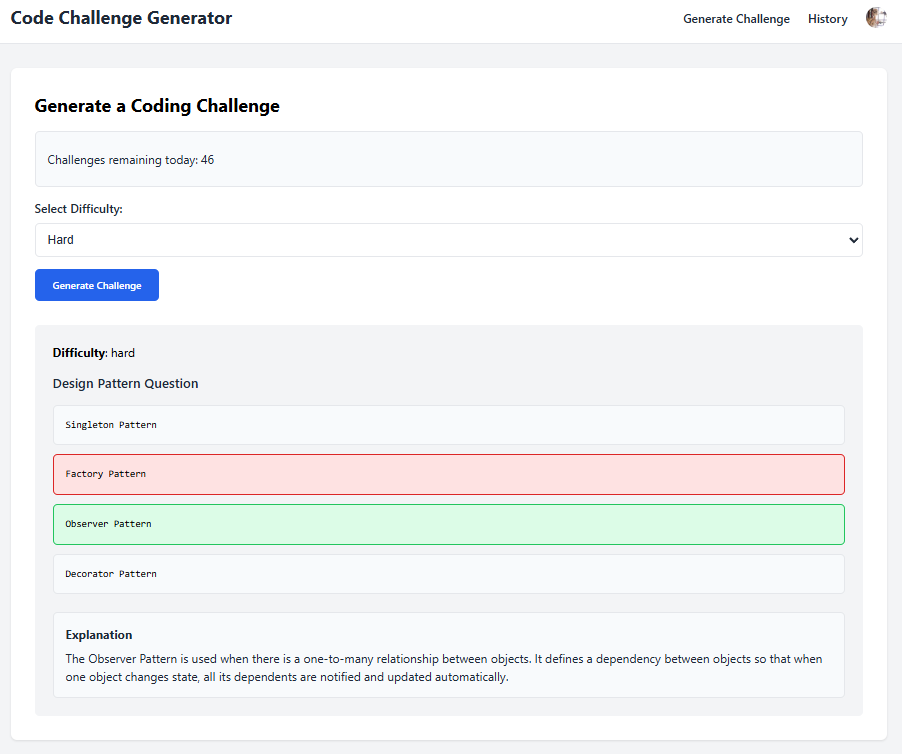 Code Challenge Generator
Generate Challenge
History
Generate a Coding Challenge
Challenges remaining today: 46
Select Difficulty:
Hard
Generate Challenge
Difficulty: hard
Design Pattern Question
Singleton Pattern
Factory Pattern
Observer Pattern
Decorator Pattern
Explanation
The Observer Pattern is used when there is a one-to-many relationship between objects. It defines a dependency between objects so that when
one object changes state, all its dependents are notified and updated automatically.